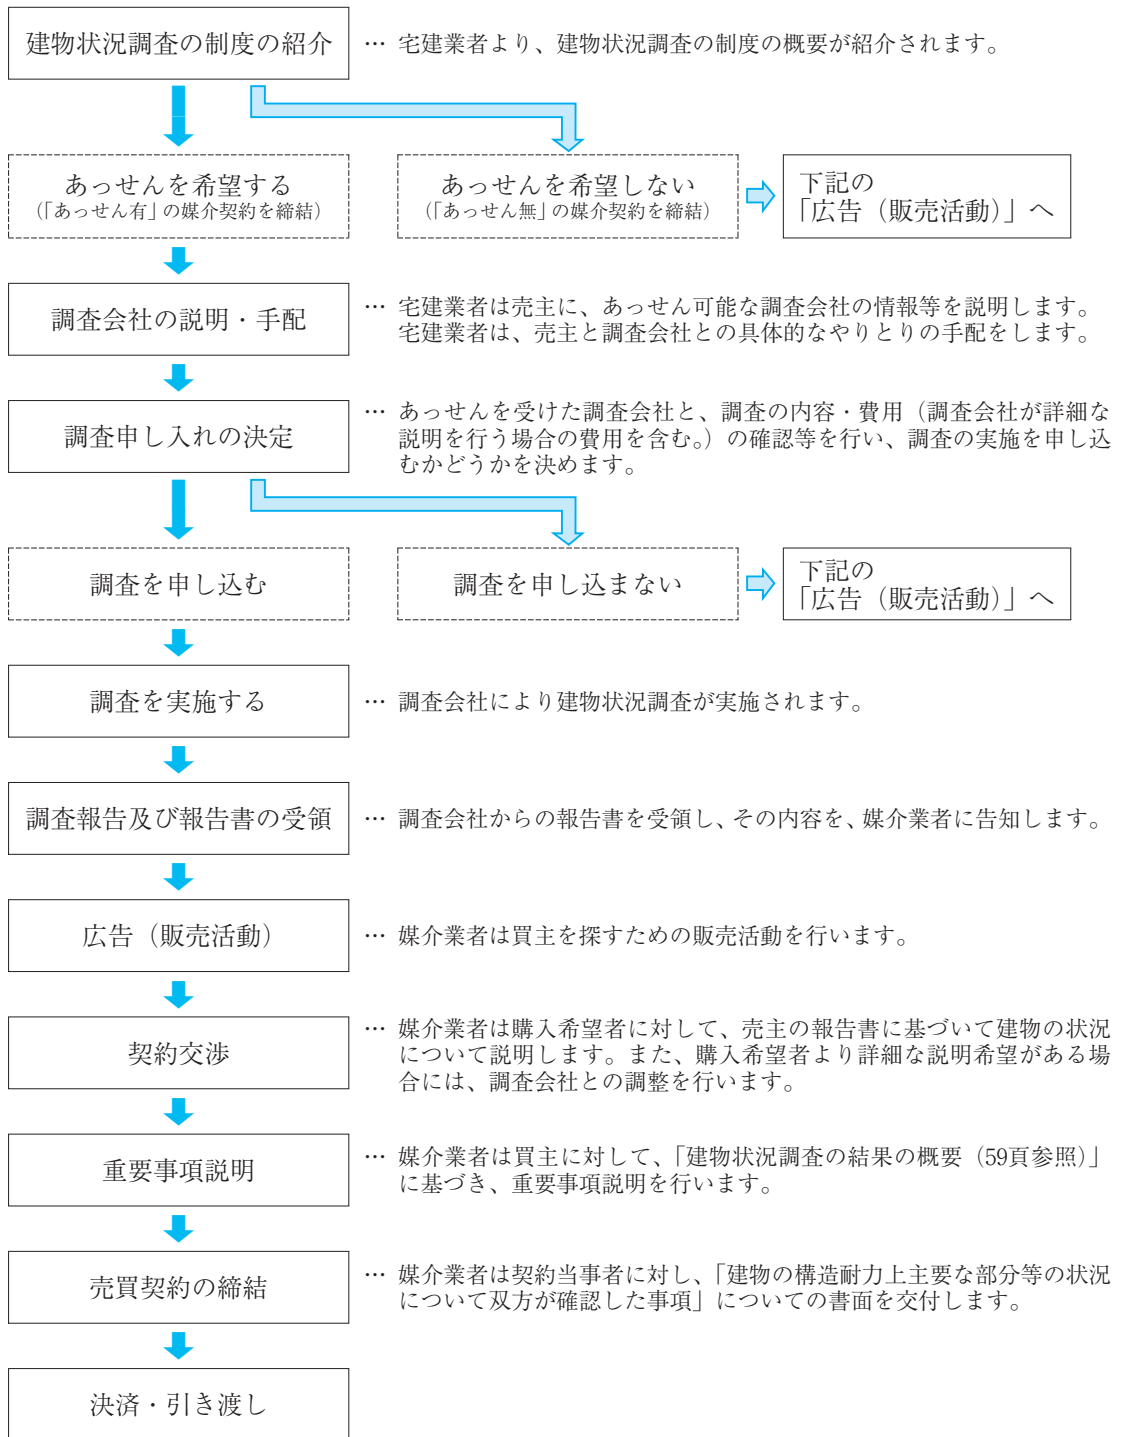 建物状況調査の制度の紹介
… 宅建業者より、建物状況調査の制度の概要が紹介されます。
あっせんを希望する
(「あっせん有」の媒介契約を締結)
あっせんを希望しない
(「あっせん無」の媒介契約を締結)
下記の
「広告（販売活動）」へ
調査会社の説明・手配
… 宅建業者は売主に、あっせん可能な調査会社の情報等を説明します。
宅建業者は、売主と調査会社との具体的なやりとりの手配をします。
調査申し入れの決定
… あっせんを受けた調査会社と、調査の内容・費用（調査会社が詳細な
説明を行う場合の費用を含む。）の確認等を行い、調査の実施を申し込
むかどうかを決めます。
調査を申し込む
調査を申し込まない
下記の
「広告（販売活動）」へ
調査を実施する
… 調査会社により建物状況調査が実施されます。
調査報告及び報告書の受領
… 調査会社からの報告書を受領し、その内容を、媒介業者に告知します。
広告（販売活動）
… 媒介業者は買主を探すための販売活動を行います。
契約交渉
… 媒介業者は購入希望者に対して、売主の報告書に基づいて建物の状況
について説明します。また、購入希望者より詳細な説明希望がある場
合には、調査会社との調整を行います。
重要事項説明
… 媒介業者は買主に対して、「建物状況調査の結果の概要（59頁参照）」
に基づき、重要事項説明を行います。
売買契約の締結
… 媒介業者は契約当事者に対し、「建物の構造耐力上主要な部分等の状況
について双方が確認した事項」についての書面を交付します。
決済・引き渡し